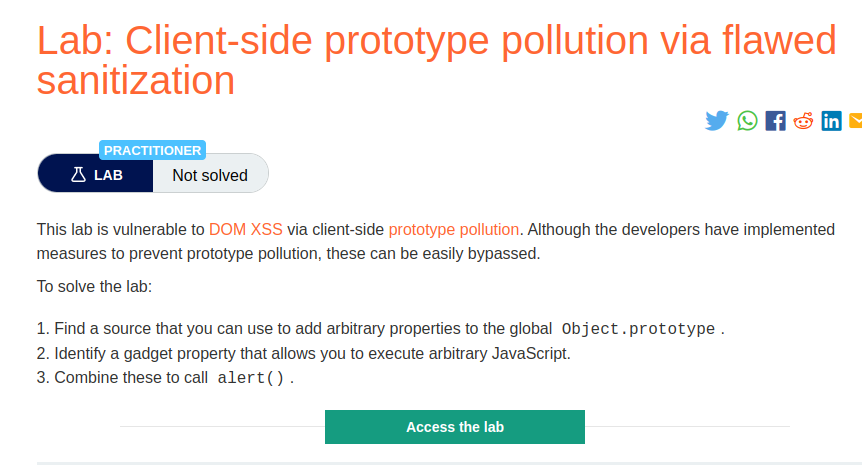 Lab: Client-side prototype pollution via flawed
sanitization
PRACTITIONER
LAB
Not solved
This lab is vulnerable to DOM XSS via client-side prototype pollution. Although the developers have implemented
measures to prevent prototype pollution, these can be easily bypassed.
To solve the lab:
1. Find a source that you can use to add arbitrary properties to the global Object.prototype .
2. Identify a gadget property that allows you to execute arbitrary JavaScript.
3. Combine these to call alert() .
Access the lab